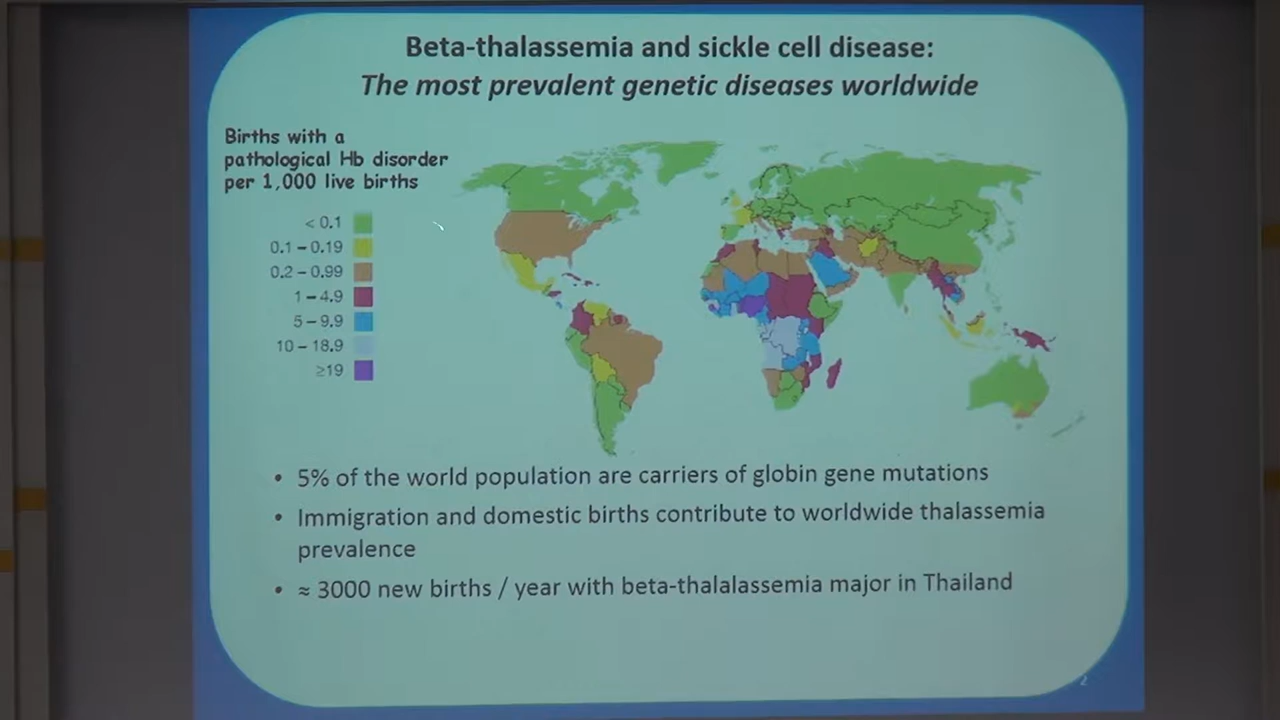 Beta-thalassemia and sickle cell disease:
The most prevalent genetic diseases worldwide
Births with a
pathological Hb disorder
per 1,000 live births
< 0.1
0.1 – 0.19
0.2 – 0.99
1 – 4.9
5 – 9.9
10 – 18.9
≥19
• 5% of the world population are carriers of globin gene mutations
• Immigration and domestic births contribute to worldwide thalassemia
prevalence
• ≈ 3000 new births / year with beta-thalalassemia major in Thailand
2